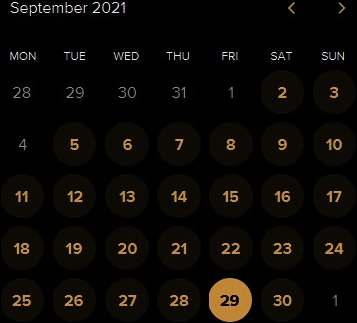 September 2021
MON TUE WED THU FRI SAT SUN
28 29 30 31 1 2 3
4 5 6 7 8 9 10
11 12 13 14 15 16 17
18 19 20 21 22 23 24
25 26 27 28 29 30 1